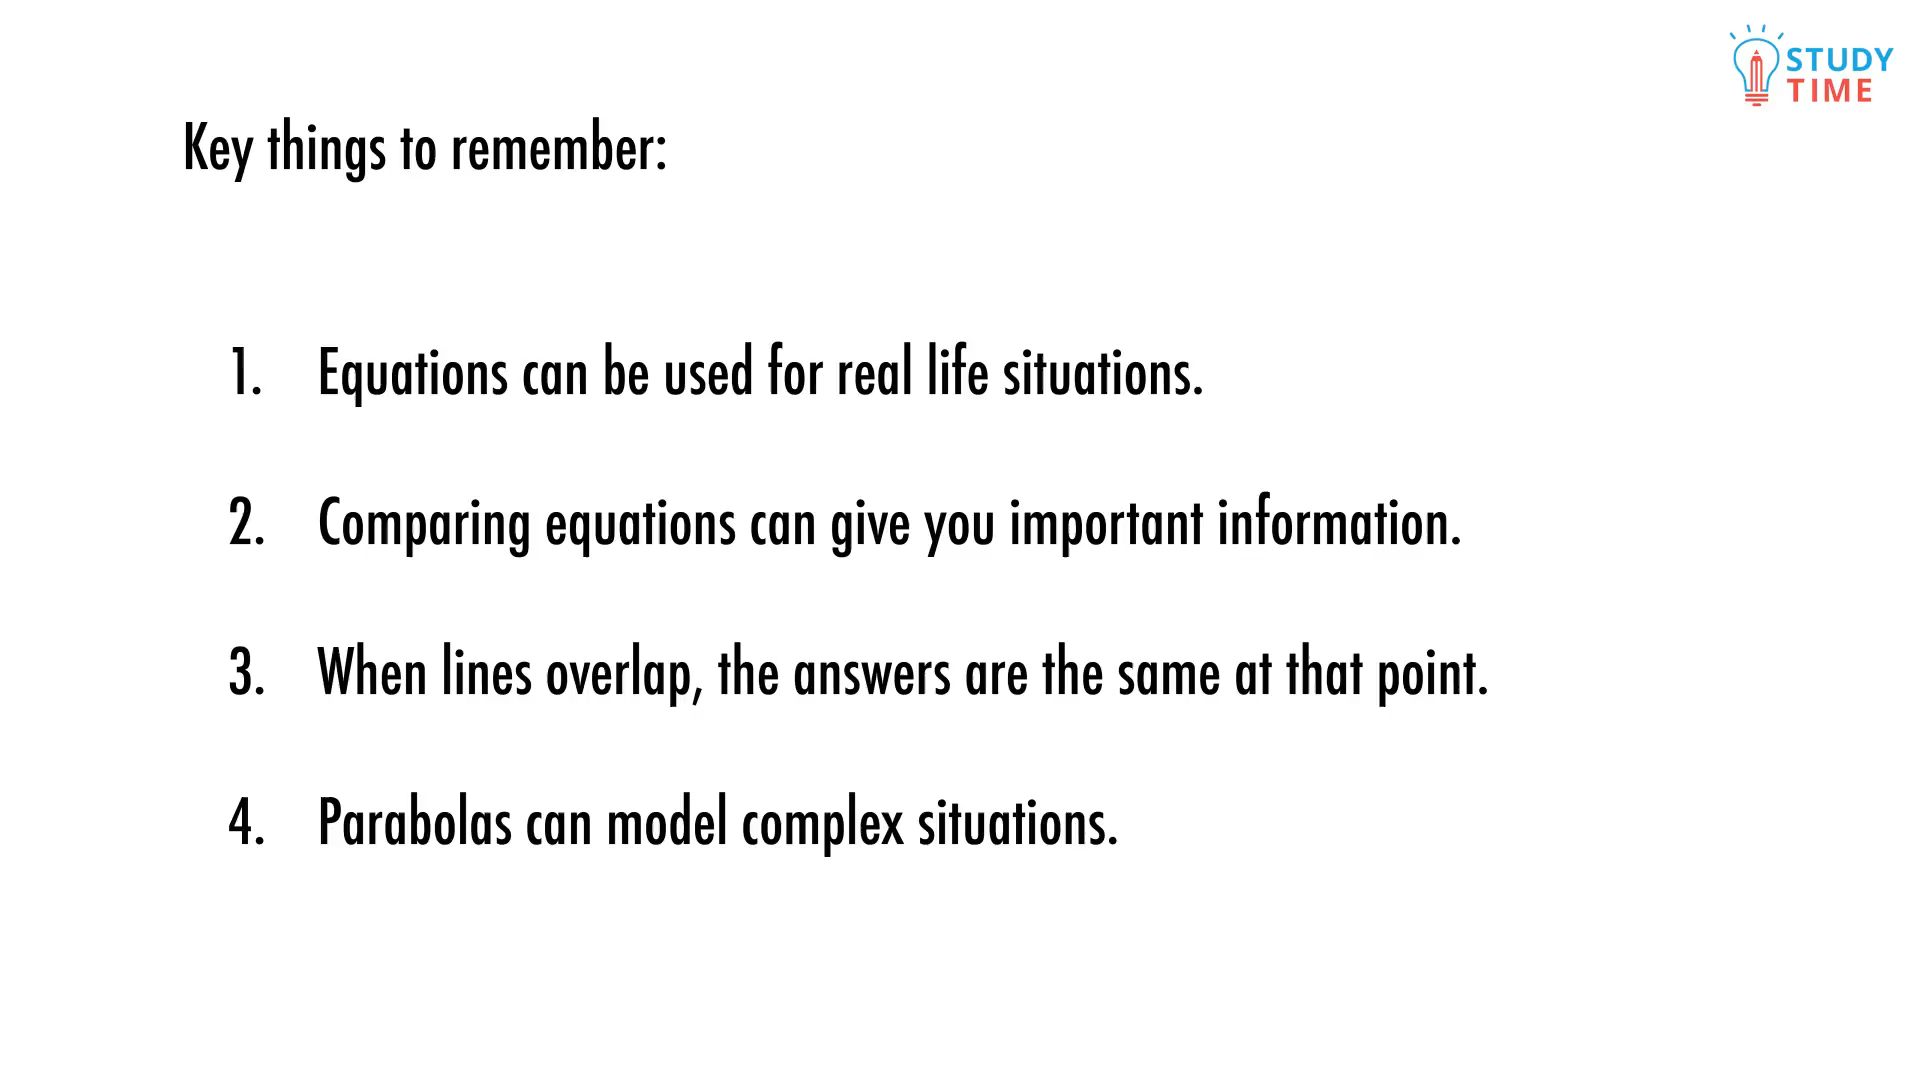 STUDY
TIME
Key things to remember:
1. Equations can be used for real life situations.
2. Comparing equations can give you important information.
3. When lines overlap, the answers are the same at that point.
4. Parabolas can model complex situations.